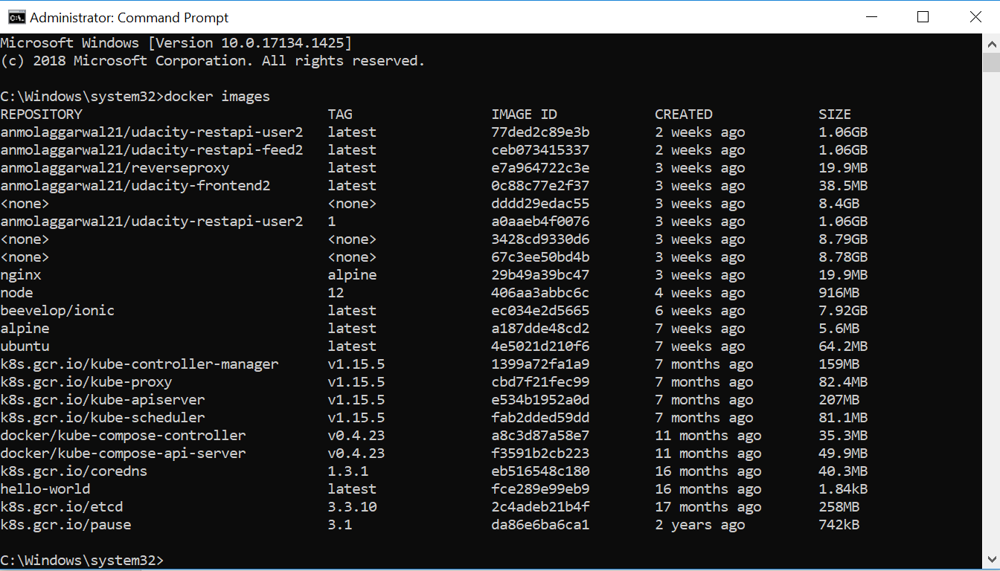 Administrator: Command Prompt
Microsoft Windows [Version 10.0.17134.1425]
(c) 2018 Microsoft Corporation. All rights reserved.
C:\Windows\system32>docker images
REPOSITORY TAG IMAGE ID CREATED SIZE
anmolaggarwal21/udacity-restapi-user2 latest 77ded2c89e3b 2 weeks ago 1.06GB
anmolaggarwal21/udacity-restapi-feed2 latest ceb073415337 2 weeks ago 1.06GB
anmolaggarwal21/reverseproxy latest e7a964722c3e 3 weeks ago 19.9MB
anmolaggarwal21/udacity-frontend2 latest 0c88c77e2f37 3 weeks ago 38.5MB
<none> <none> dddd29edac55 3 weeks ago 8.4GB
anmolaggarwal21/udacity-restapi-user2 1 a0aaeb4f0076 3 weeks ago 1.06GB
<none> <none> 3428cd9330d6 3 weeks ago 8.79GB
<none> <none> 67c3ee50bd4b 3 weeks ago 8.78GB
nginx alpine 29b49a39bc47 3 weeks ago 19.9MB
node 12 406aa3abbc6c 4 weeks ago 916MB
beevelop/ionic latest ec034e2d5665 6 weeks ago 7.92GB
alpine latest a187dde48cd2 7 weeks ago 5.6MB
ubuntu latest 4e5021d210f6 7 weeks ago 64.2MB
k8s.gcr.io/kube-controller-manager v1.15.5 1399a72fa1a9 7 months ago 159MB
k8s.gcr.io/kube-proxy v1.15.5 cbd7f21fec99 7 months ago 82.4MB
k8s.gcr.io/kube-apiserver v1.15.5 e534b1952a0d 7 months ago 207MB
k8s.gcr.io/kube-scheduler v1.15.5 fab2dded59dd 7 months ago 81.1MB
docker/kube-compose-controller v0.4.23 a8c3d87a58e7 11 months ago 35.3MB
docker/kube-compose-api-server v0.4.23 f3591b2cb223 11 months ago 49.9MB
k8s.gcr.io/coredns 1.3.1 eb516548c180 16 months ago 40.3MB
hello-world latest fce289e99eb9 16 months ago 1.84kB
k8s.gcr.io/etcd 3.3.10 2c4adeb21b4f 17 months ago 258MB
k8s.gcr.io/pause 3.1 da86e6ba6ca1 2 years ago 742kB
C:\Windows\system32>